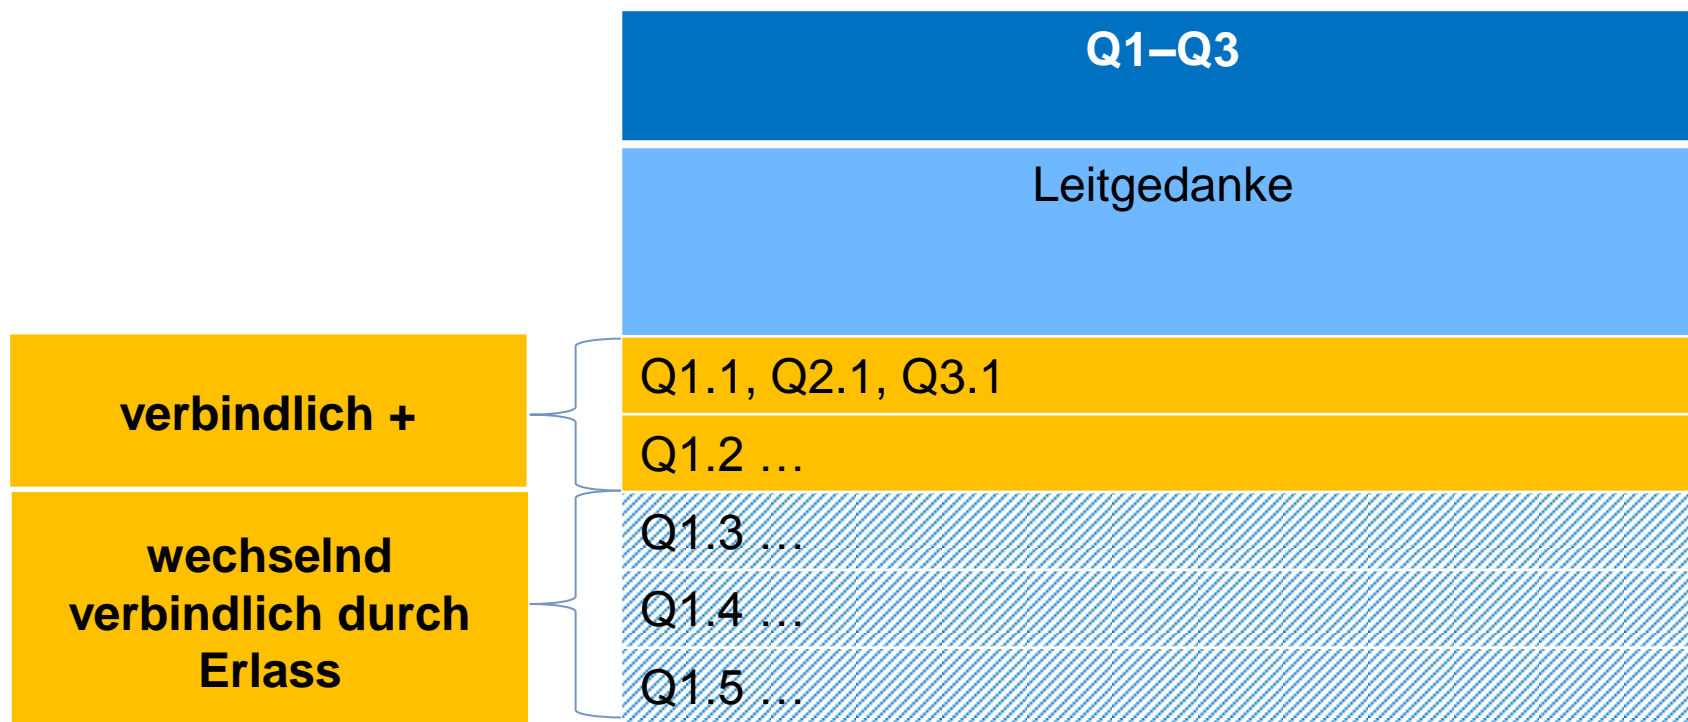 Q1–Q3
Leitgedanke
verbindlich +
Q1.1, Q2.1, Q3.1
Q1.2 …
wechselnd
verbindlich durch
Erlass
Q1.3 …
Q1.4 …
Q1.5 …